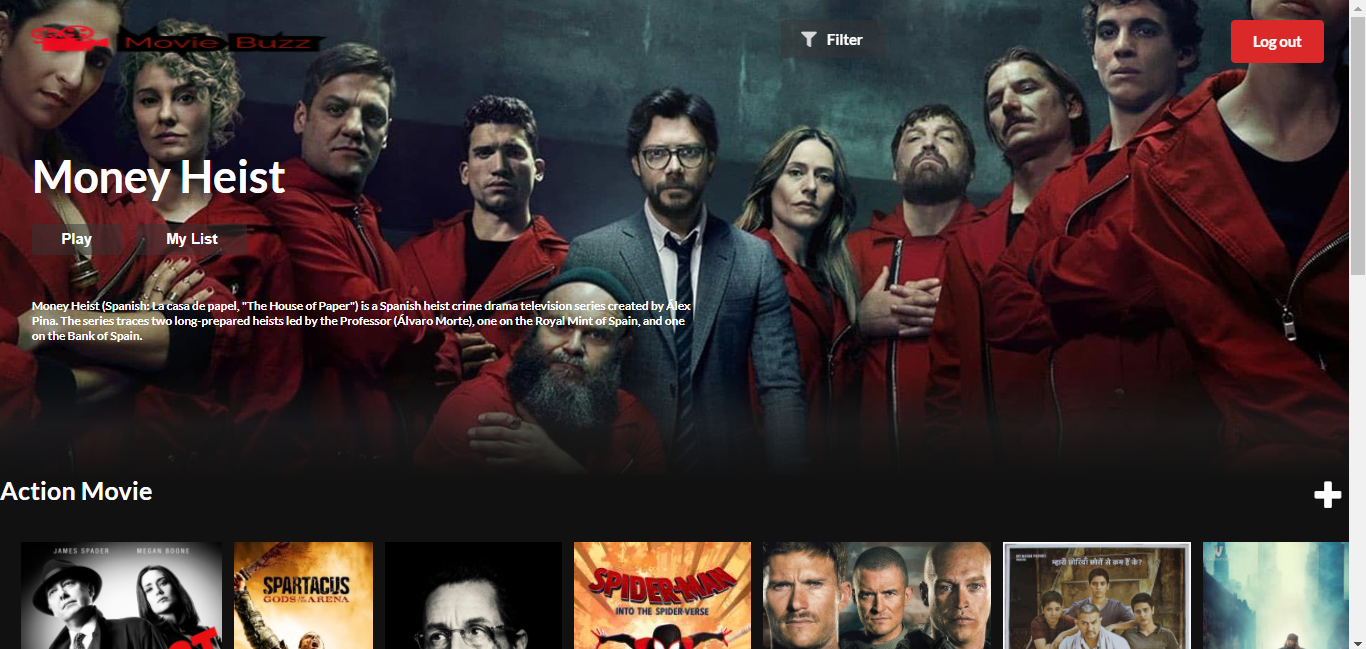 Movie Buzz
Filter
Log out
Money Heist
Play
My List
Money Heist (Spanish: La casa de papel, "The House of Paper") is a Spanish heist crime drama television series created by Álex
Pina. The series traces two long-prepared heists led by the Professor (Álvaro Morte), one on the Royal Mint of Spain, and one
on the Bank of Spain.
Action Movie
JAMES SPADER MEGAN BOONE
SPARTACUS
GODS OF THE ARENA
SPIDER-MAN
INTO THE SPIDER-VERSE
म्हारी छोरियाँ छोरों से कम हैं के?